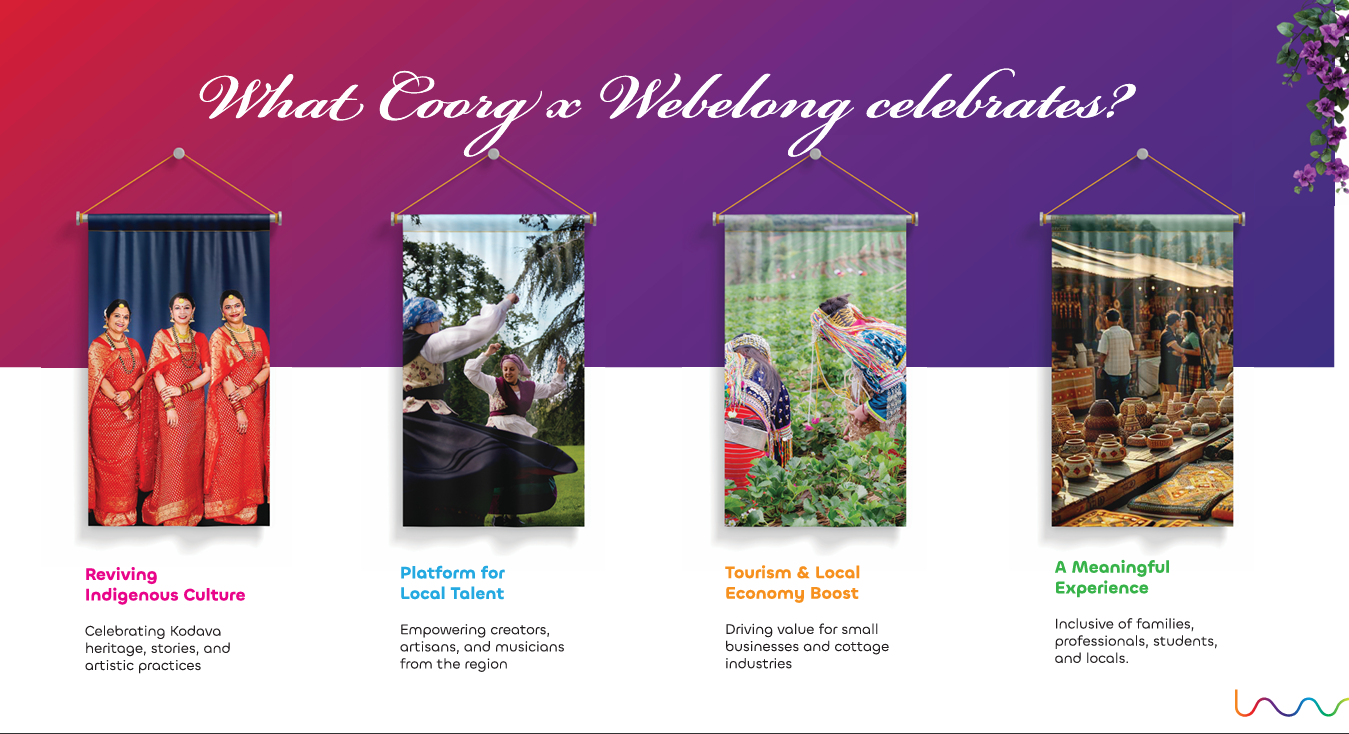 What Coorg x Webelong celebrates?
Reviving
Indigenous Culture
Celebrating Kodava
heritage, stories, and
artistic practices
Platform for
Local Talent
Empowering creators,
artisans, and musicians
from the region
Tourism & Local
Economy Boost
Driving value for small
businesses and cottage
industries
A Meaningful
Experience
Inclusive of families,
professionals, students,
and locals.